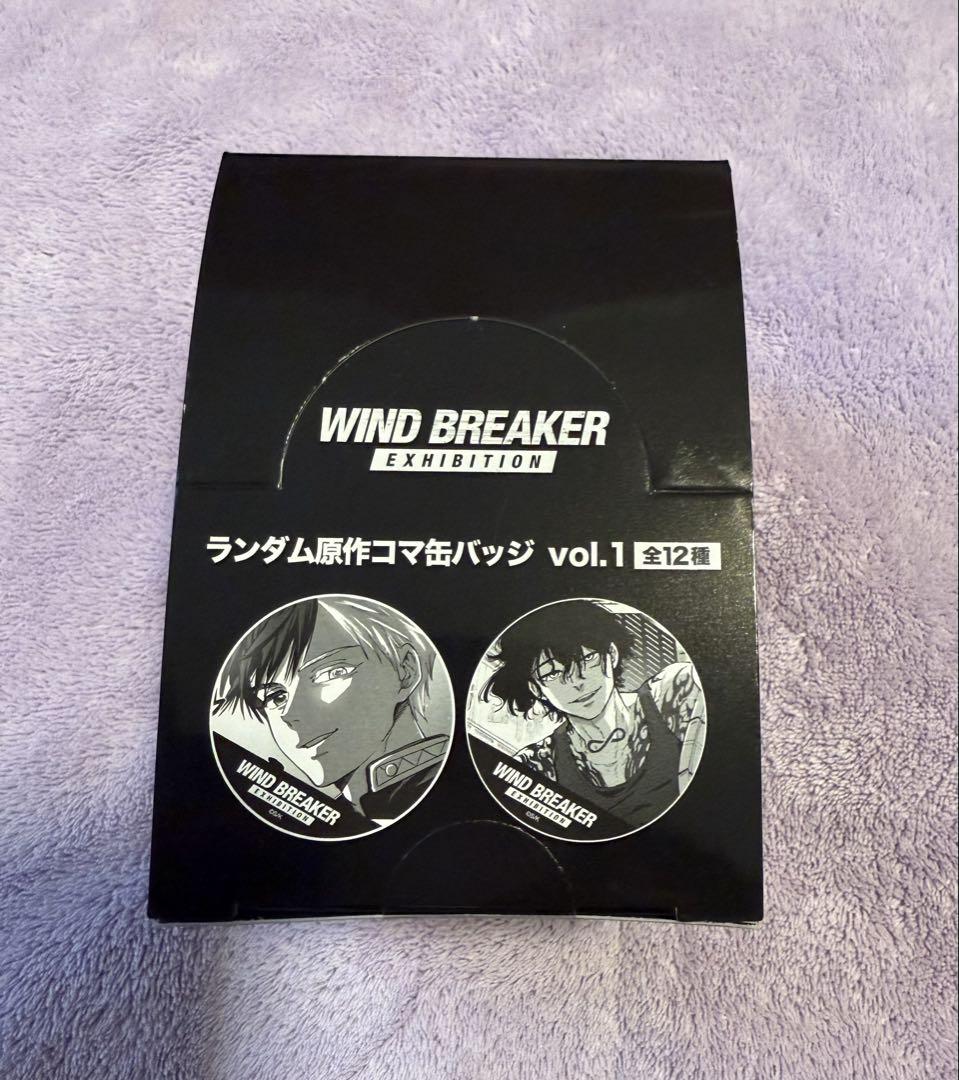 WIND BREAKER
EXHIBITION
ランダム原作コマ缶バッジ vol.1 全12種
WIND BREAKER
EXHIBITION
©S/K
WIND BREAKER
EXHIBITION
©S/K